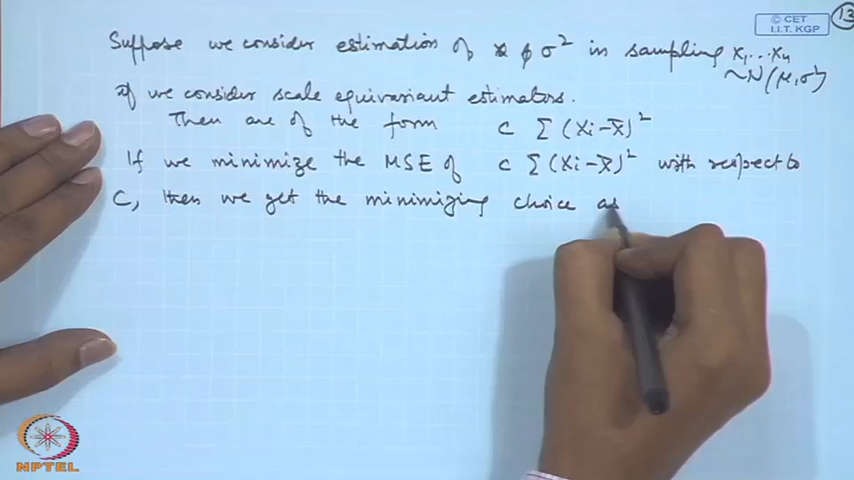 © CET
I.I.T. KGP
13
Suppose we consider estimation of σ² in sampling X₁...Xₙ
~N(μ,σ²)
If we consider scale equivariant estimators.
Then are of the form c Σ(Xi-X̄)²
If we minimize the MSE of c Σ(Xi-X̄)² with respect to
C, then we get the minimizing choice as
NPTEL